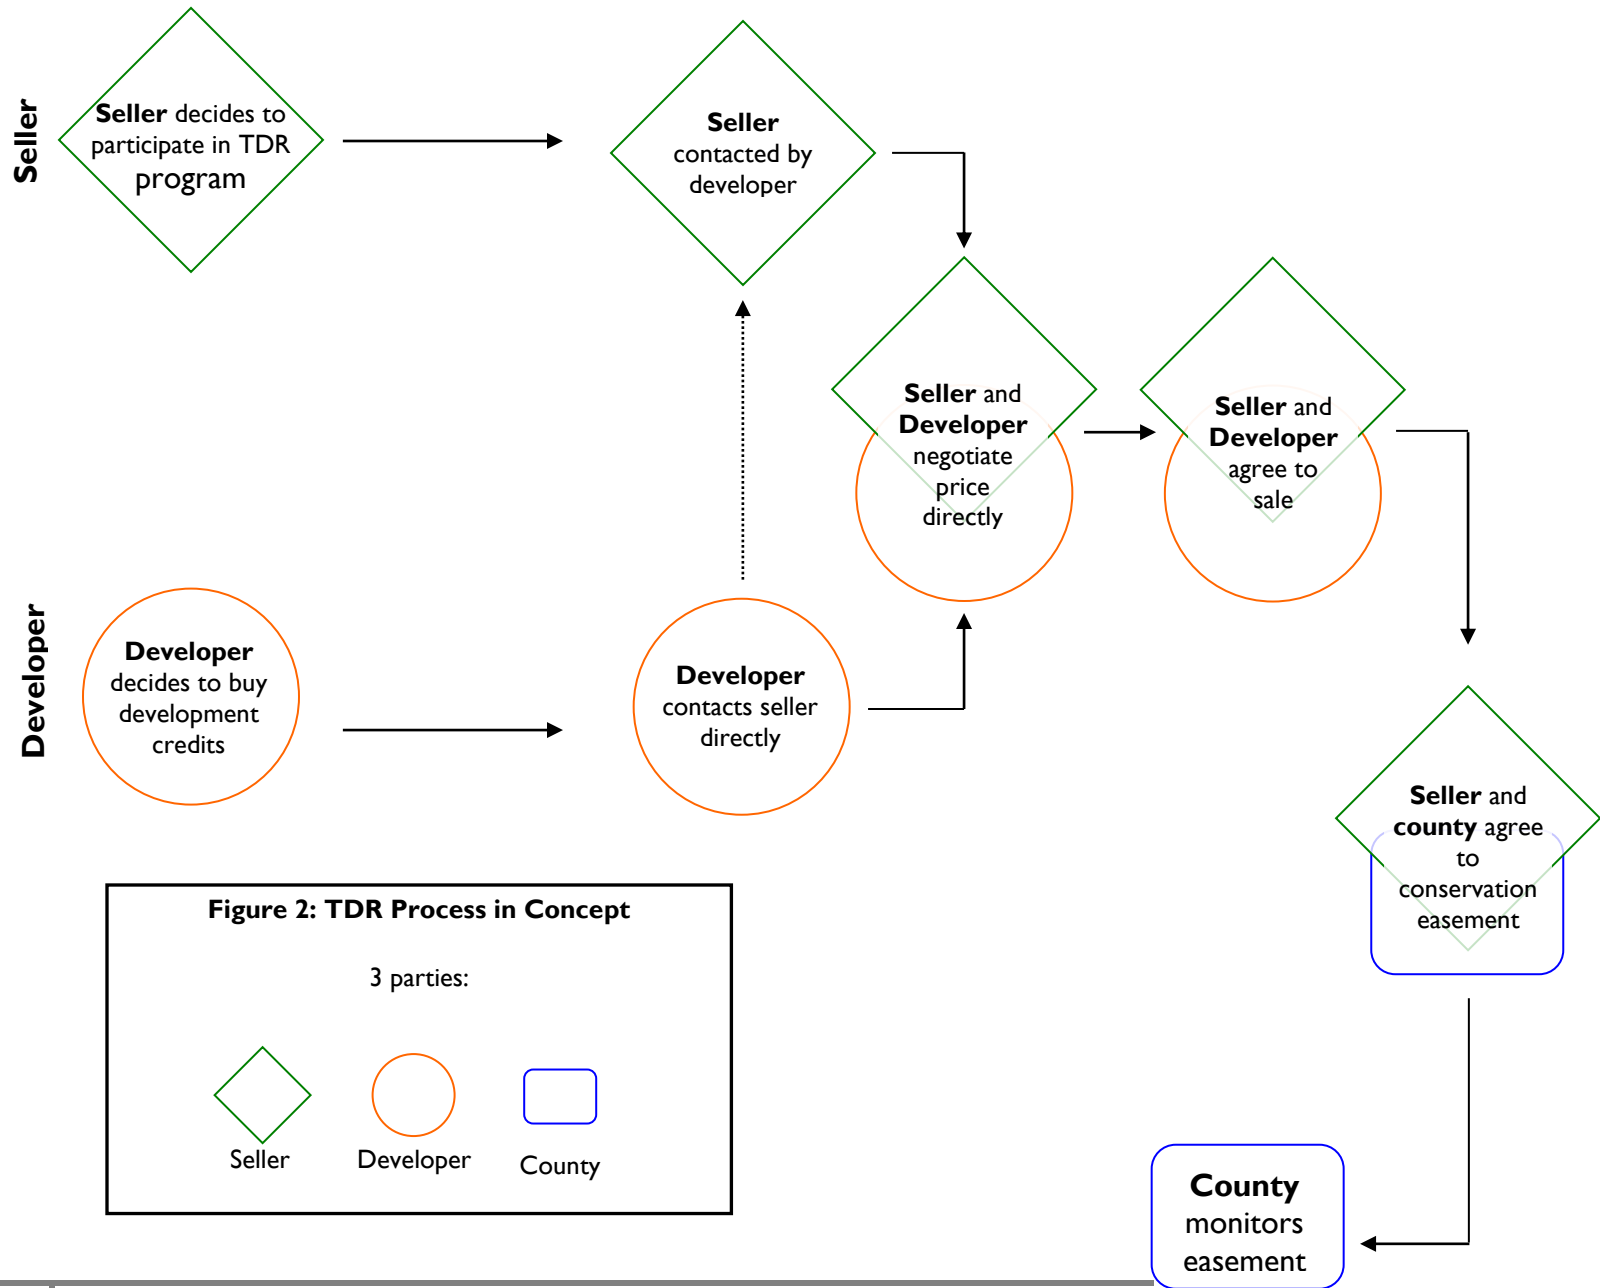 Seller
Seller decides to
participate in TDR
program
Seller
contacted by
developer
Seller and
Developer
negotiate
price
directly
Seller and
Developer
agree to
sale
Developer
Developer
decides to buy
development
credits
Developer
contacts seller
directly
Seller and
county agree
to
conservation
easement
Figure 2: TDR Process in Concept
3 parties:
Seller
Developer
County
County
monitors
easement